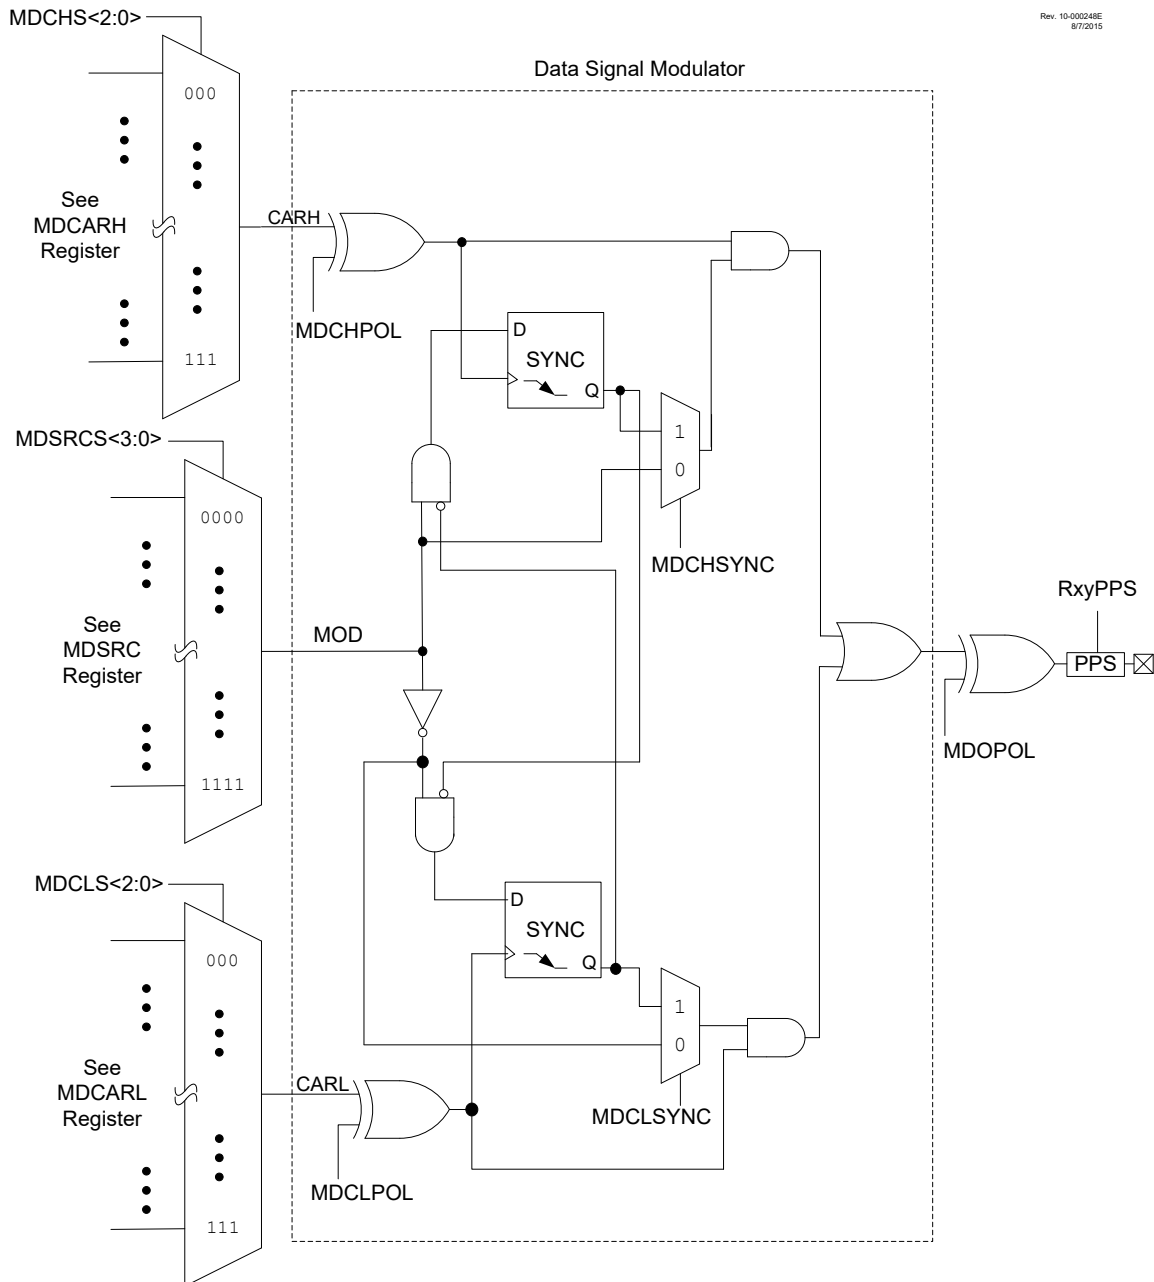 Rev. 10-000248E
8/7/2015
MDCHS<2:0>
Data Signal Modulator
000
See
MDCARH
Register
CARH
MDCHPOL
D
SYNC
Q
111
1
0
MDCHSYNC
MDSRCS<3:0>
0000
See
MDSRC
Register
MOD
1111
RxyPPS
PPS
MDOPOL
MDCLS<2:0>
D
SYNC
Q
000
1
0
See
MDCARL
Register
CARL
MDCLSYNC
MDCLPOL
111